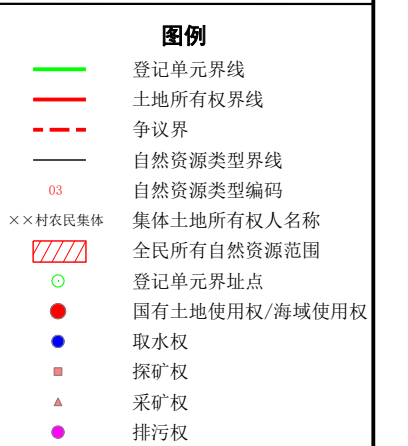 图例
登记单元界线
土地所有权界线
争议界
自然资源类型界线
03 自然资源类型编码
××村农民集体 集体土地所有权人名称
全民所有自然资源范围
登记单元界址点
国有土地使用权/海域使用权
取水权
探矿权
采矿权
排污权